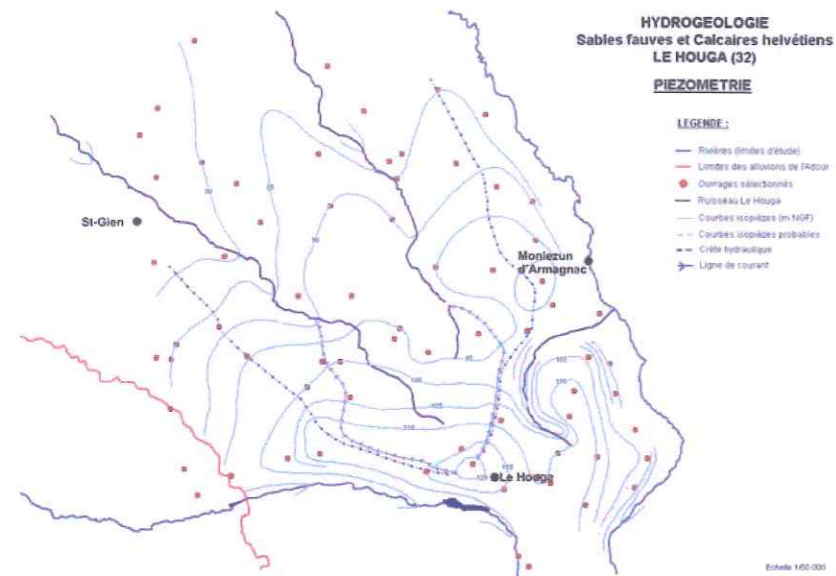 HYDROGEOLOGIE
Sables fauves et Calcaires helvétiens
LE HOUGA (32)
PIEZOMETRIE
LEGENDE :
Rivières (limites d'étude)
Limites des alluvions de l'Adour
Ouvrages sélectionnés
Ruisseau Le Houga
Courbes isopièzes (m NGF)
Courbes isopièzes probables
Crête hydraulique
Ligne de courant
St-Gien
Monlezun
d'Armagnac
Le Houga
Echelle 1/50 000